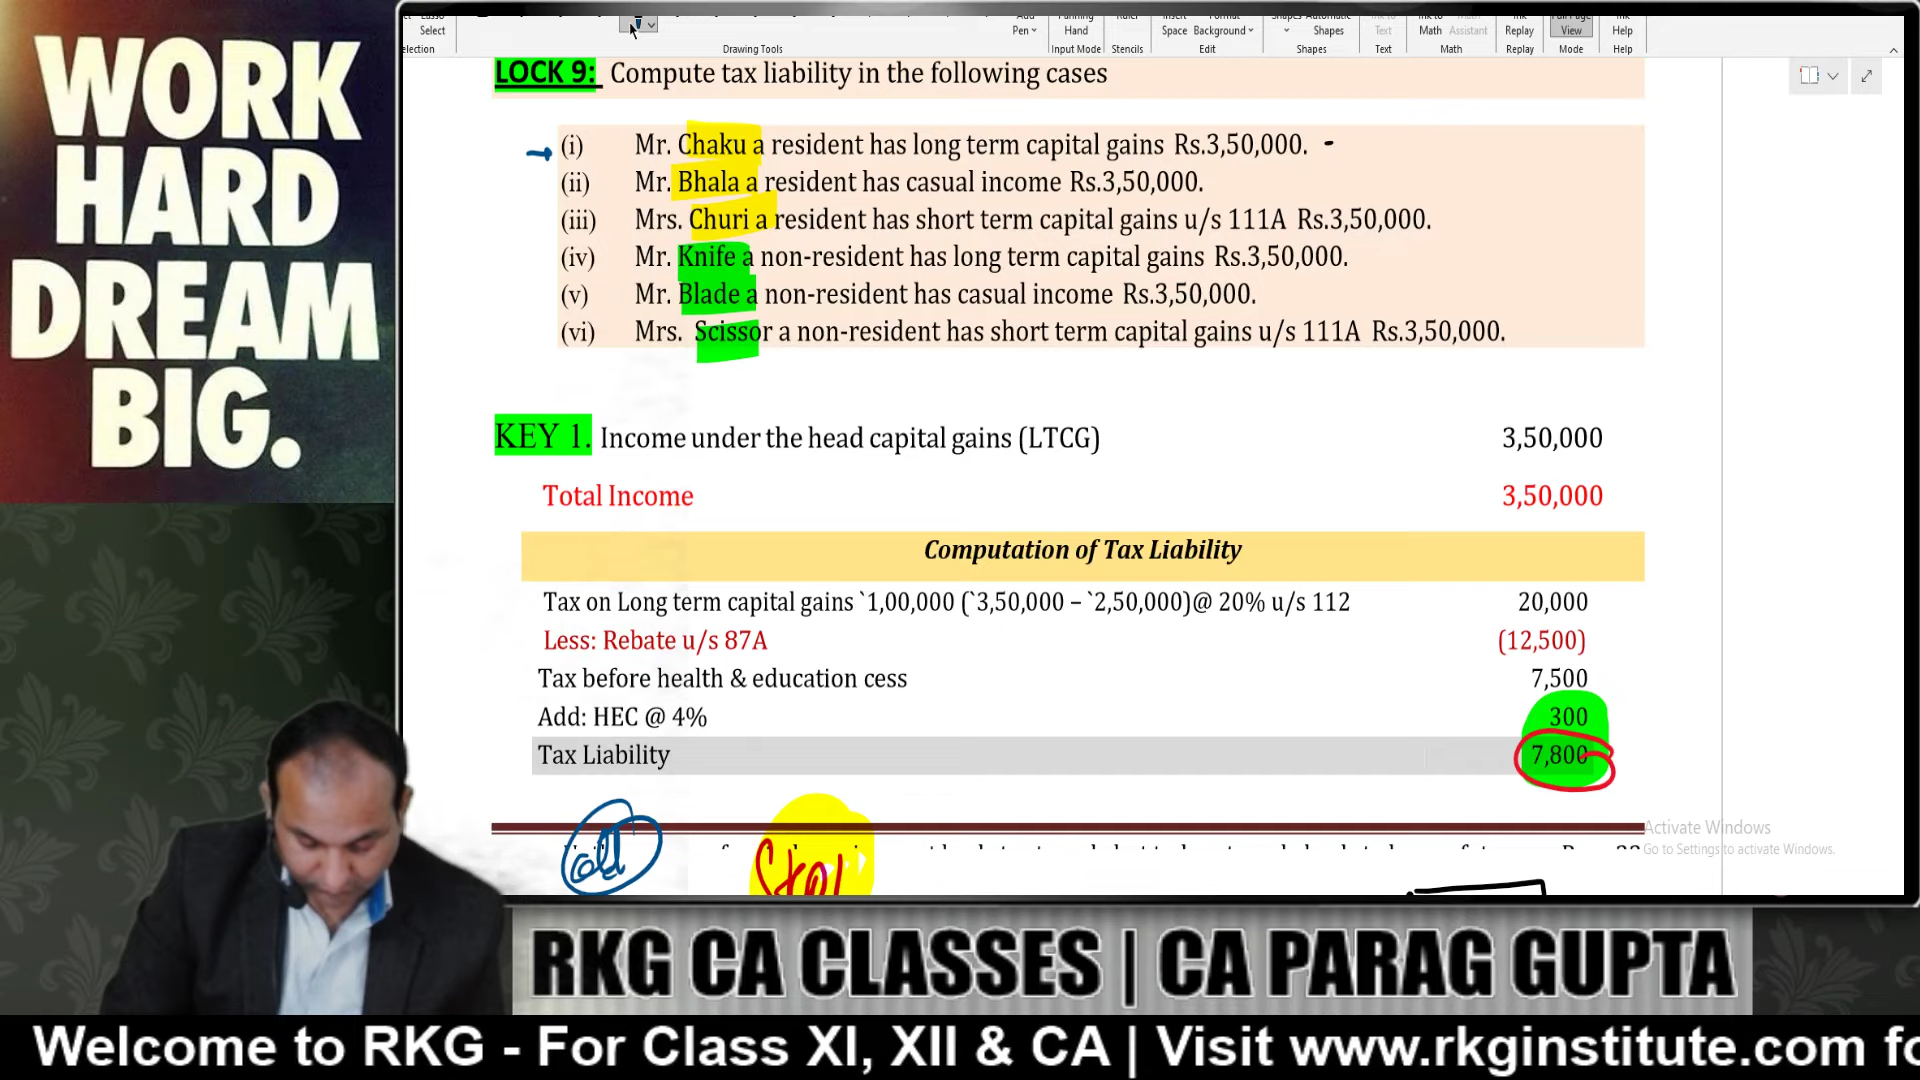 WORK
HARD
DREAM
BIG.
Select
Drawing Tools
Pen
Hand
Input Mode
Stencils
Space
Background
Edit
Shapes
Shapes
Text
Text
Math
Assistant
Math
Replay
Replay
View
Mode
Help
Help
LOCK 9: Compute tax liability in the following cases
(i) Mr. Chaku a resident has long term capital gains Rs.3,50,000. -
(ii) Mr. Bhala a resident has casual income Rs.3,50,000.
(iii) Mrs. Churi a resident has short term capital gains u/s 111A Rs.3,50,000.
(iv) Mr. Knife a non-resident has long term capital gains Rs.3,50,000.
(v) Mr. Blade a non-resident has casual income Rs.3,50,000.
(vi) Mrs. Scissor a non-resident has short term capital gains u/s 111A Rs.3,50,000.
KEY 1. Income under the head capital gains (LTCG) 3,50,000
Total Income 3,50,000
Computation of Tax Liability
Tax on Long term capital gains `1,00,000 (`3,50,000 – `2,50,000)@ 20% u/s 112 20,000
Less: Rebate u/s 87A (12,500)
Tax before health & education cess 7,500
Add: HEC @ 4% 300
Tax Liability 7,800
Activate Windows
Go to Settings to activate Windows.
RKG CA CLASSES | CA PARAG GUPTA
Welcome to RKG - For Class XI, XII & CA | Visit www.rkginstitute.com fo